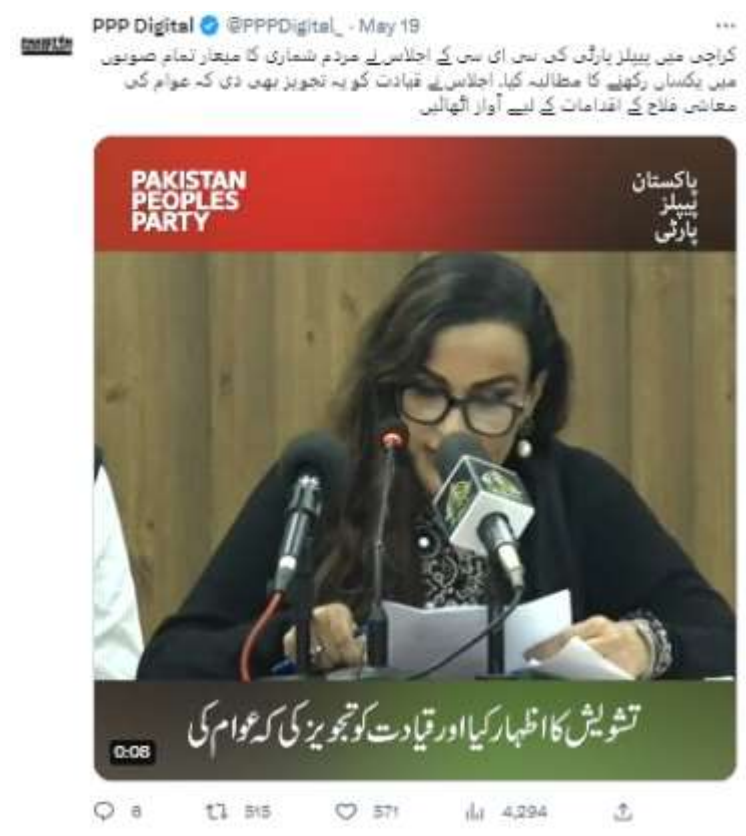 PPP Digital @PPPDigital_ · May 19
کراچی میں پیپلز پارٹی کی سی ای سی کے اجلاس نے مردم شماری کا معیار تمام صوبوں
میں یکساں رکھنے کا مطالبہ کیا۔ اجلاس نے قیادت کو یہ تجویز بھی دی کہ عوام کی
معاشی فلاح کے اقدامات کے لیے آواز اٹھائیں
PAKISTAN
PEOPLES
PARTY
پاکستان
پیپلز
پارٹی
تشویش کا اظہار کیا اور قیادت کو تجویز کی کہ عوام کی
0:08
6 515 571 4,294